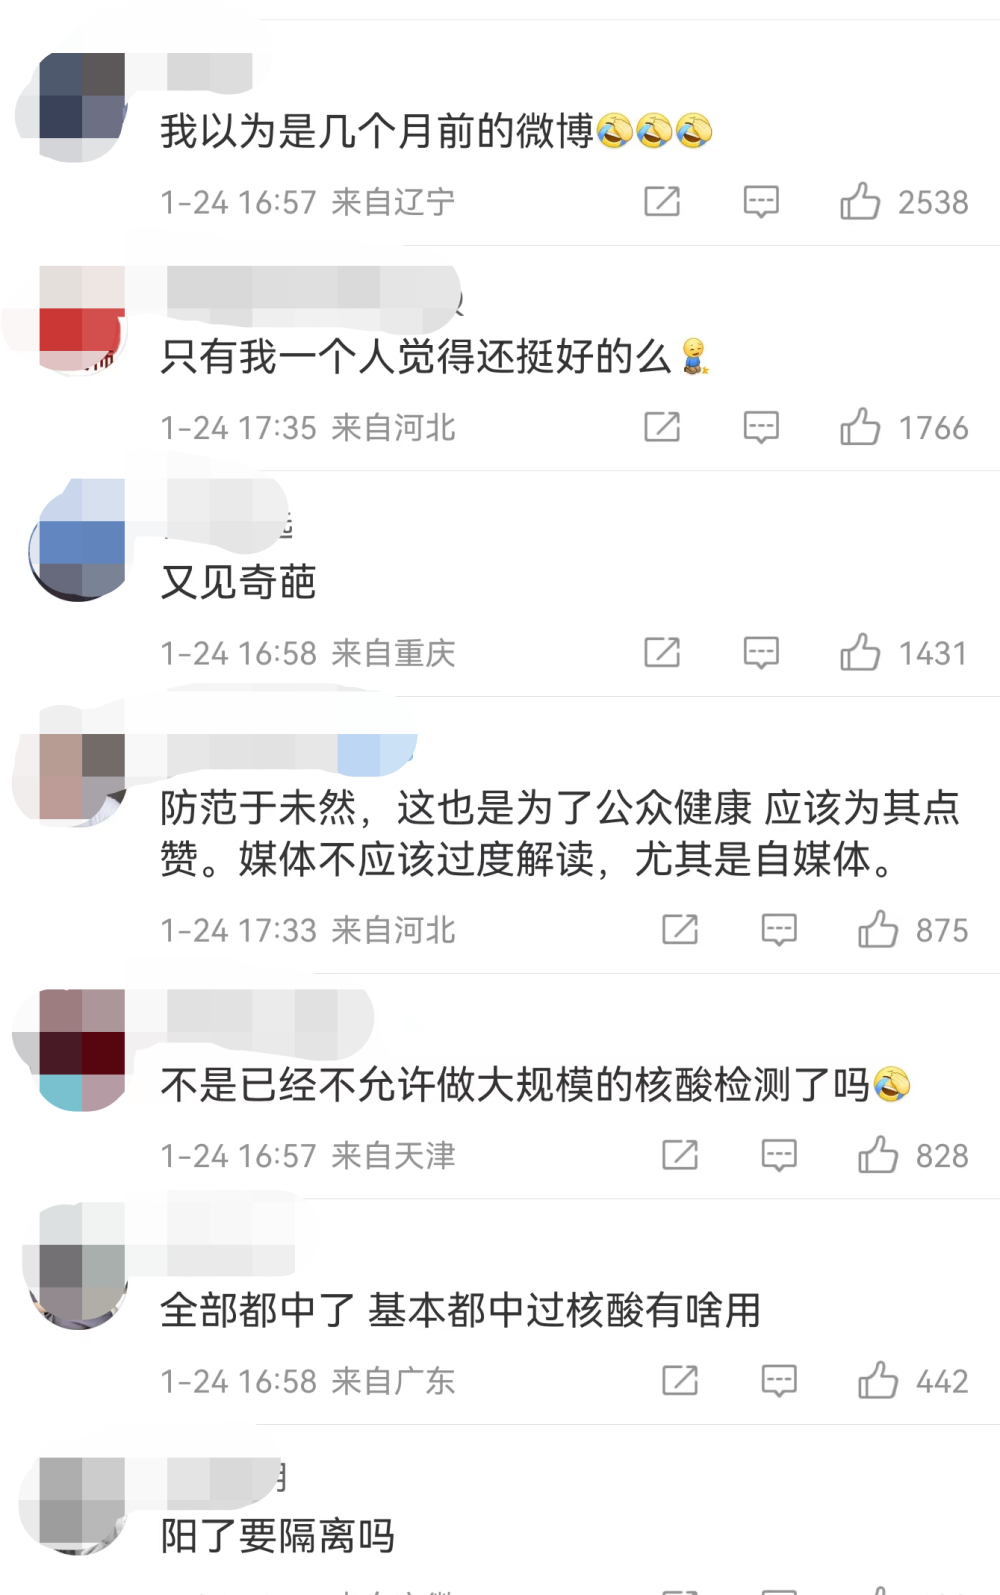 我以为是几个月前的微博🤣🤣🤣
1-24 16:57 来自辽宁
2538
只有我一个人觉得还挺好的么
1-24 17:35 来自河北
1766
又见奇葩
1-24 16:58 来自重庆
1431
防范于未然，这也是为了公众健康 应该为其点
赞。媒体不应该过度解读，尤其是自媒体。
1-24 17:33 来自河北
875
不是已经不允许做大规模的核酸检测了吗🤣
1-24 16:57 来自天津
828
全部都中了 基本都中过核酸有啥用
1-24 16:58 来自广东
442
阳了要隔离吗